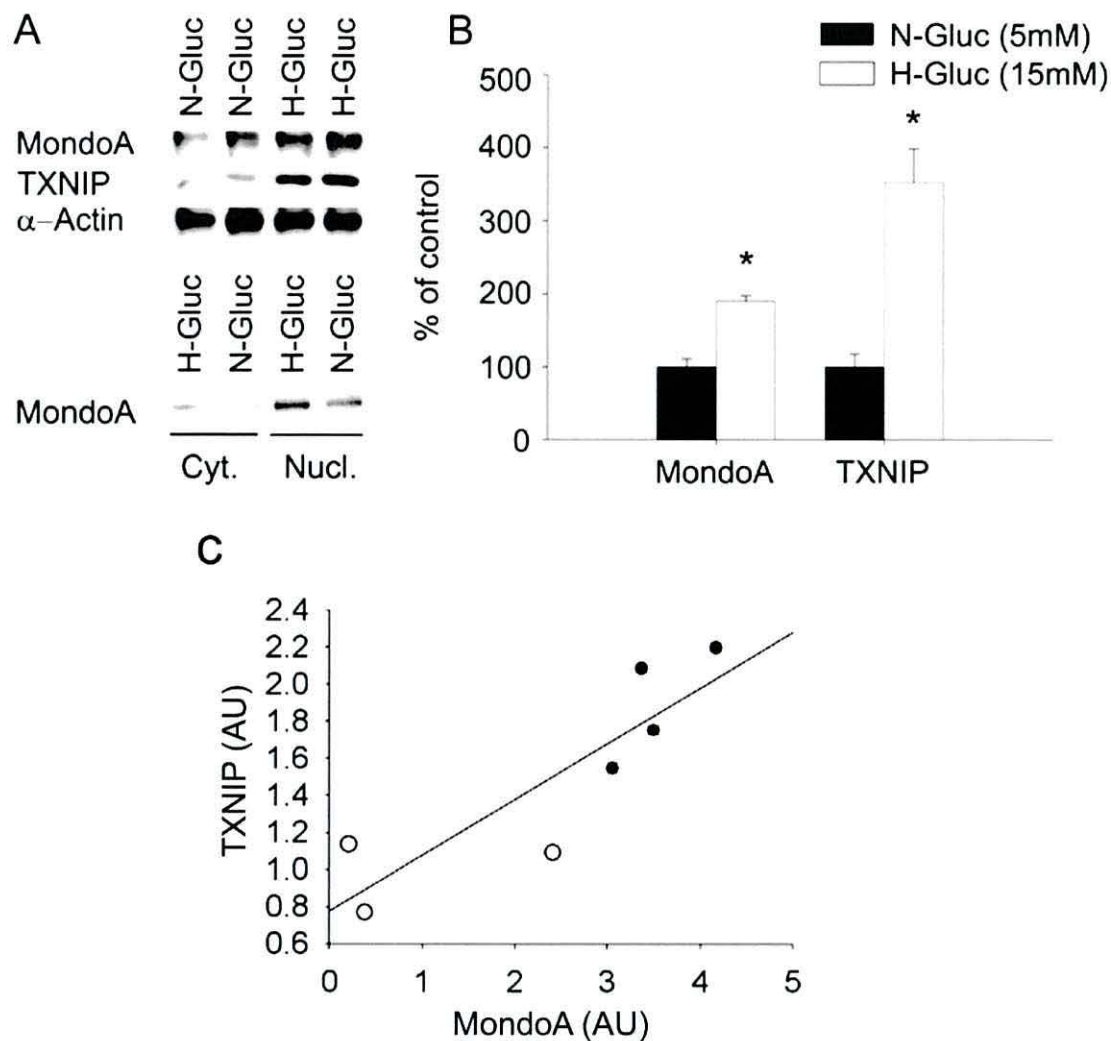 A
N-Gluc N-Gluc H-Gluc H-Gluc
MondoA
TXNIP
α–Actin
H-Gluc N-Gluc H-Gluc N-Gluc
MondoA
Cyt. Nucl.
B
N-Gluc (5mM)
H-Gluc (15mM)
% of control
500
400
300
200
100
0
*
*
MondoA TXNIP
C
TXNIP (AU)
2.4
2.2
2.0
1.8
1.6
1.4
1.2
1.0
0.8
0.6
0 1 2 3 4 5
MondoA (AU)